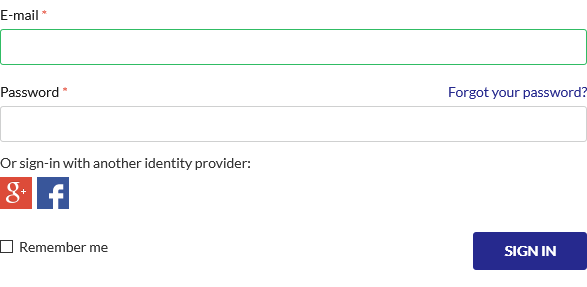 E-mail *
Password *
Forgot your password?
Or sign-in with another identity provider:
g+ f
Remember me
SIGN IN